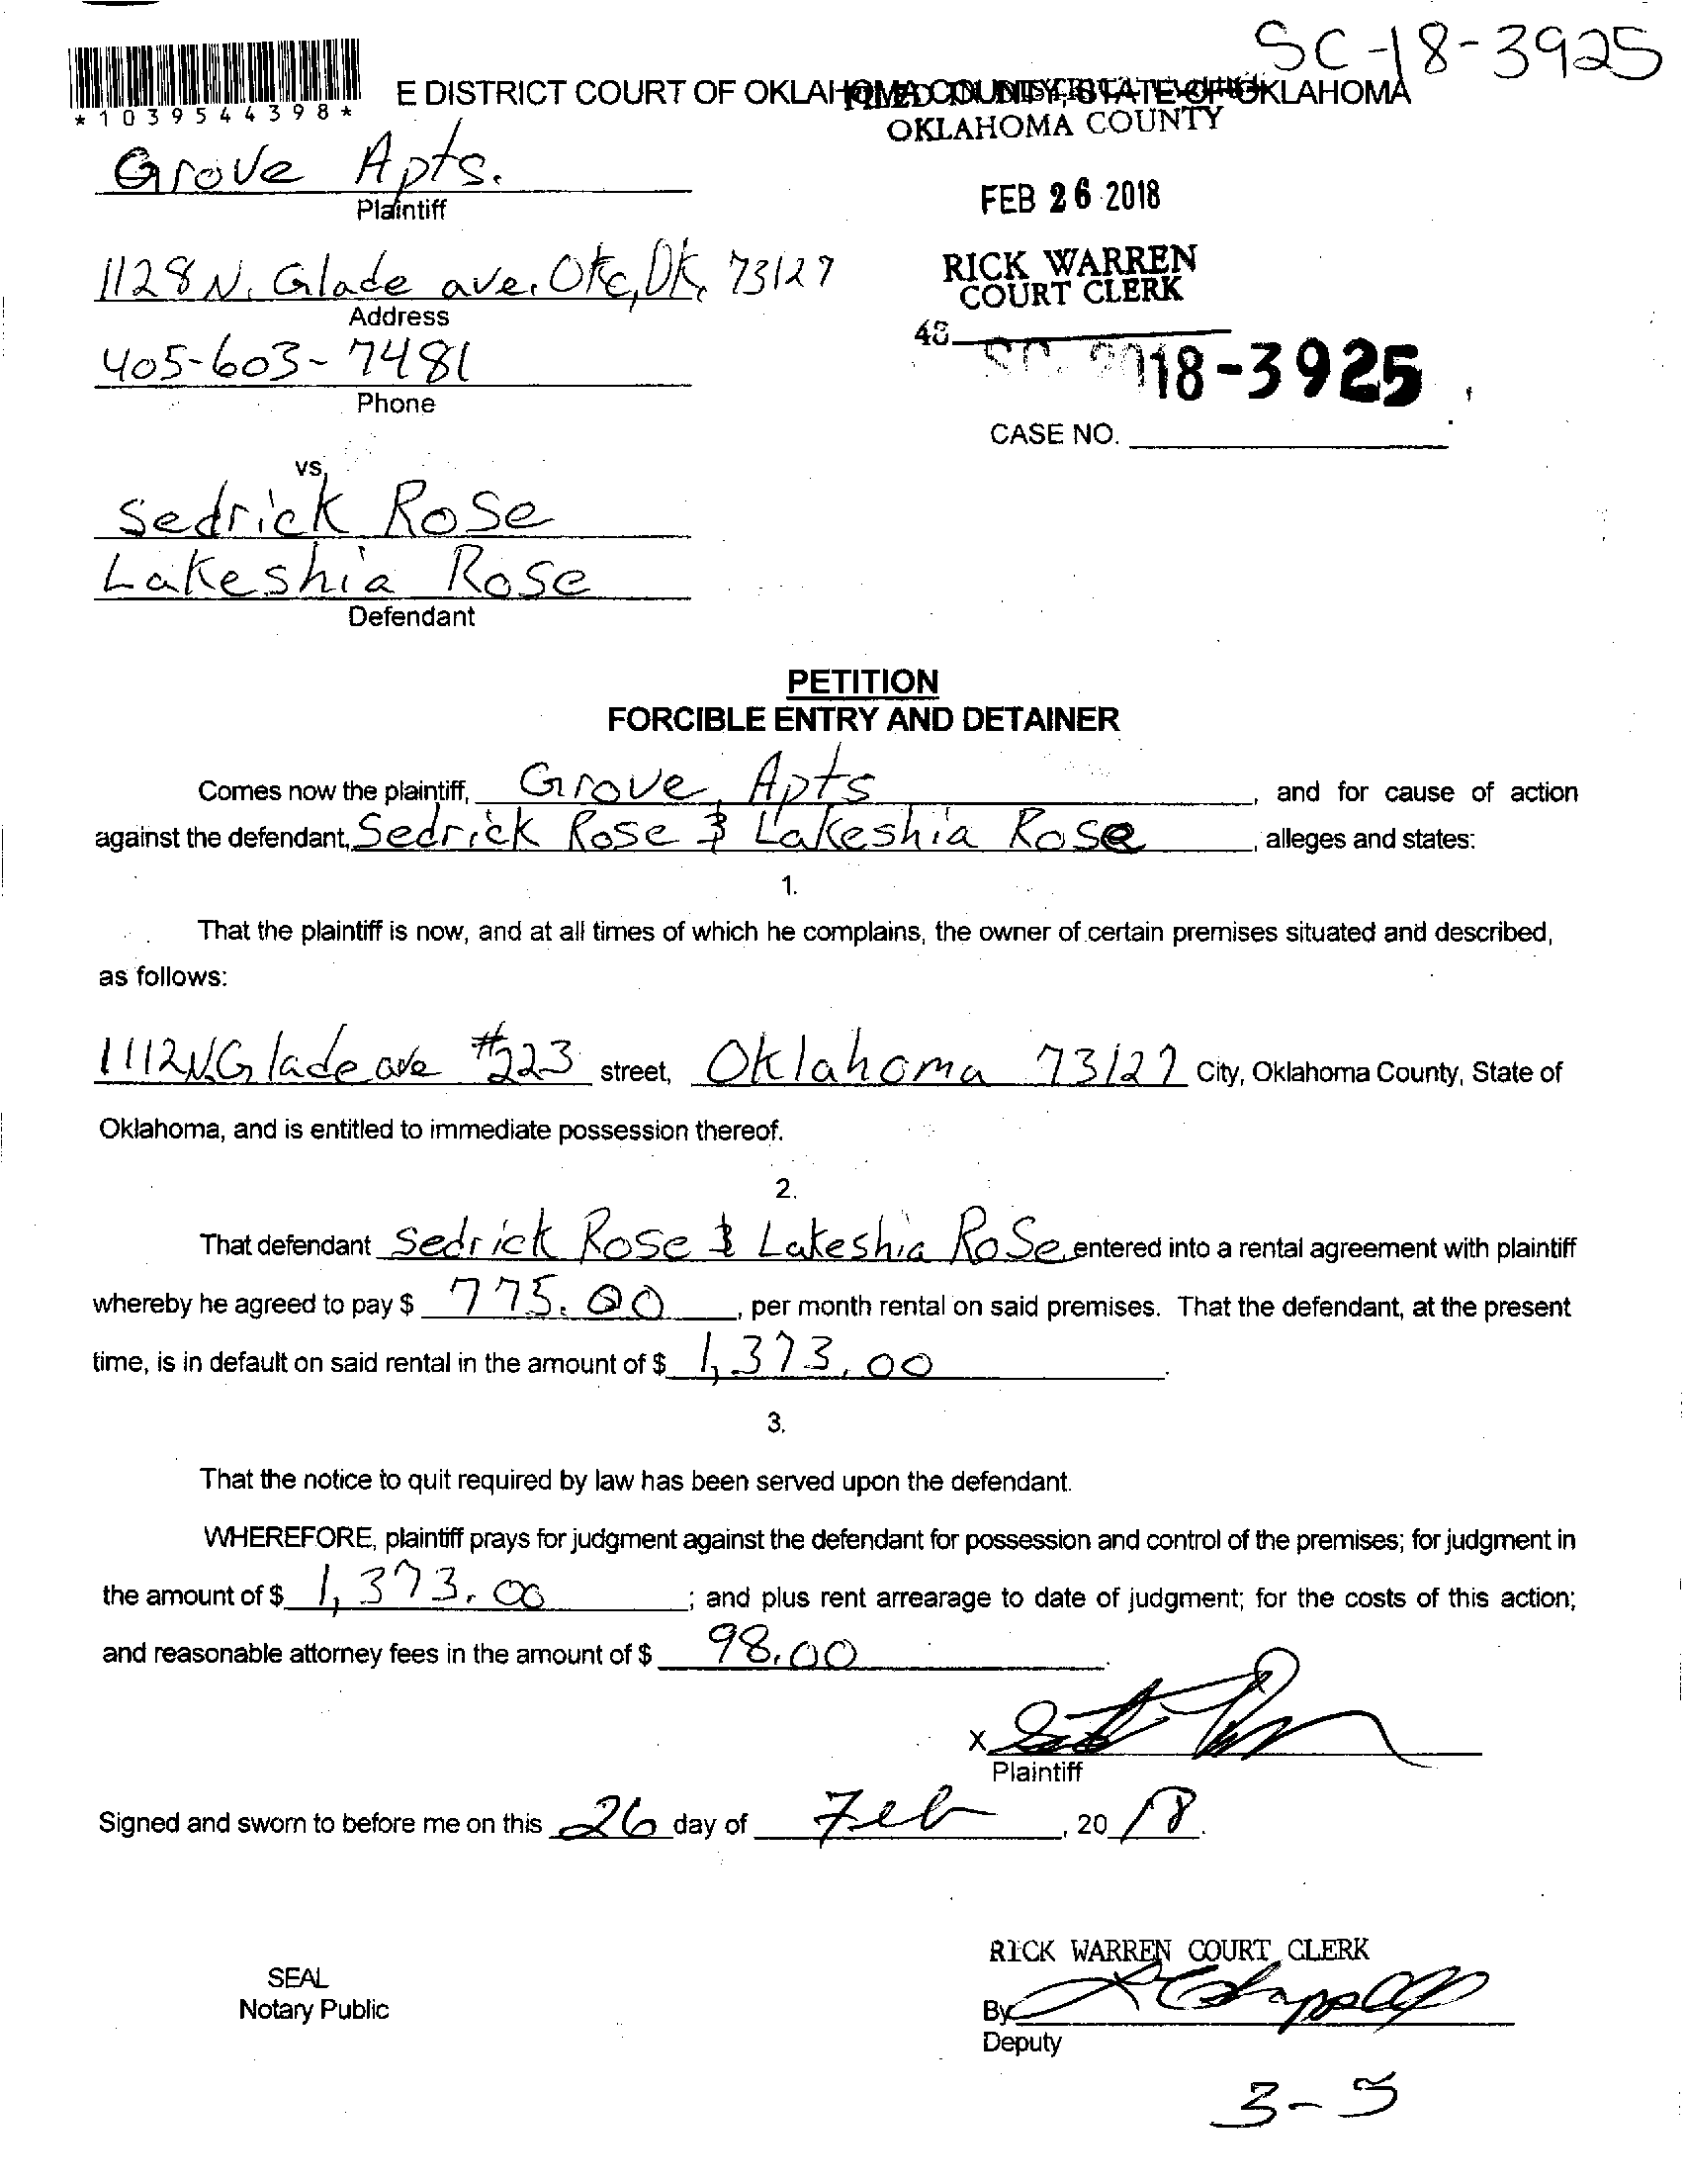 SC-18-3925
*1039544398*
E DISTRICT COURT OF OKLAHOMA COUNTY, STATE OF OKLAHOMA
OKLAHOMA COUNTY
Grove Apts.
Plaintiff
FEB 26 2018
1128 N. Glade ave. Okc, Ok, 73127
Address
RICK WARREN
COURT CLERK
405-603-7481
Phone
48
SC 2018-3925
CASE NO.
vs.
Sedrick Rose
Lakeshia Rose
Defendant
PETITION
FORCIBLE ENTRY AND DETAINER
Comes now the plaintiff, Grove Apts, and for cause of action
against the defendant, Sedrick Rose & Lakeshia Rose, alleges and states:
1.
That the plaintiff is now, and at all times of which he complains, the owner of certain premises situated and described,
as follows:
1112 N. Glade ave #223 street, Oklahoma 73127 City, Oklahoma County, State of
Oklahoma, and is entitled to immediate possession thereof.
2.
That defendant Sedrick Rose & Lakeshia Rose entered into a rental agreement with plaintiff
whereby he agreed to pay $ 775.00, per month rental on said premises. That the defendant, at the present
time, is in default on said rental in the amount of $ 1,373.00.
3.
That the notice to quit required by law has been served upon the defendant.
WHEREFORE, plaintiff prays for judgment against the defendant for possession and control of the premises; for judgment in
the amount of $ 1,373.00; and plus rent arrearage to date of judgment; for the costs of this action;
and reasonable attorney fees in the amount of $ 98.00.
X
Plaintiff
Signed and sworn to before me on this 26 day of Feb, 2018.
RICK WARREN COURT CLERK
SEAL
Notary Public
By
Deputy
3-5